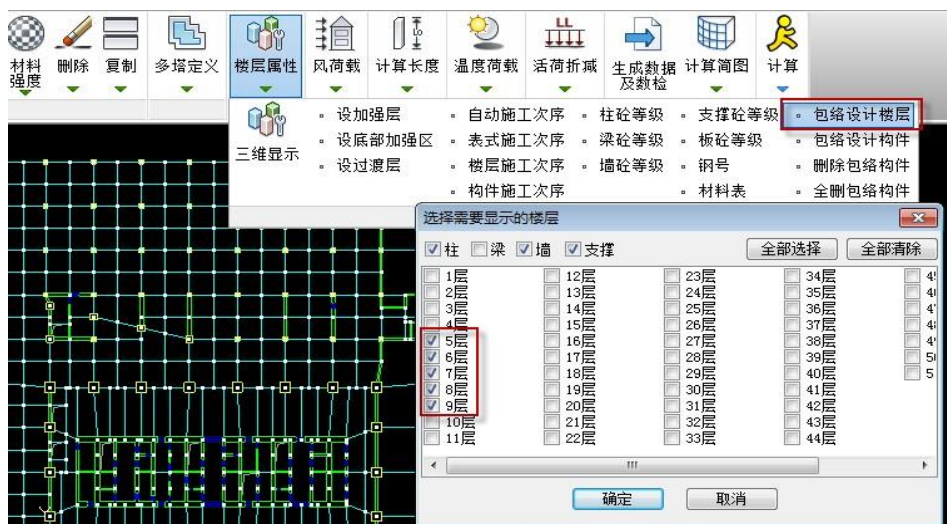 材料强度 删除 复制 多塔定义 楼层属性 风荷载 计算长度 温度荷载 活荷折减 生成数据及数检 计算简图 计算
三维显示
设加强层 自动施工次序 柱砼等级 支撑砼等级 包络设计楼层
设底部加强区 表式施工次序 梁砼等级 板砼等级 包络设计构件
设过渡层 楼层施工次序 墙砼等级 钢号 删除包络构件
构件施工次序 材料表 全删包络构件
选择需要显示的楼层
柱 梁 墙 支撑 全部选择 全部清除
1层 12层 23层 34层
2层 13层 24层 35层
3层 14层 25层 36层
4层 15层 26层 37层
5层 16层 27层 38层
6层 17层 28层 39层
7层 18层 29层 40层
8层 19层 30层 41层
9层 20层 31层 42层
10层 21层 32层 43层
11层 22层 33层 44层
确定 取消